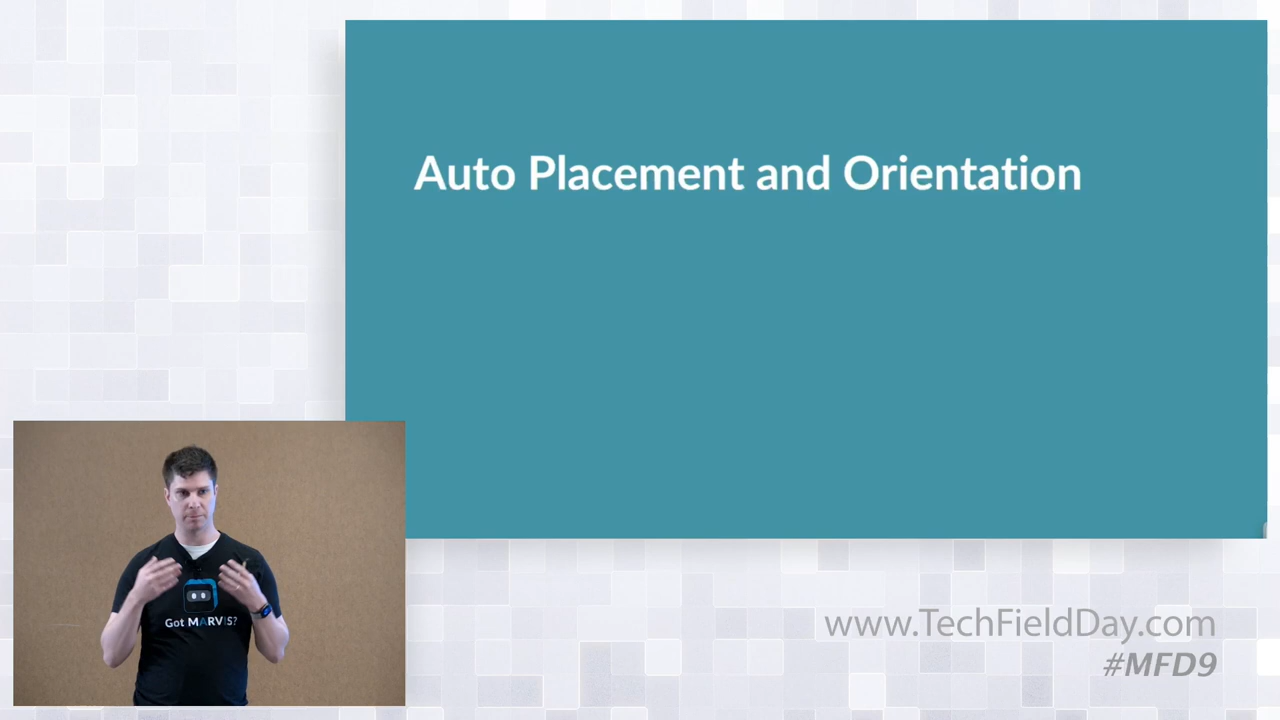 Auto Placement and Orientation
Got MARVIS?
www.TechFieldDay.com
#MFD9